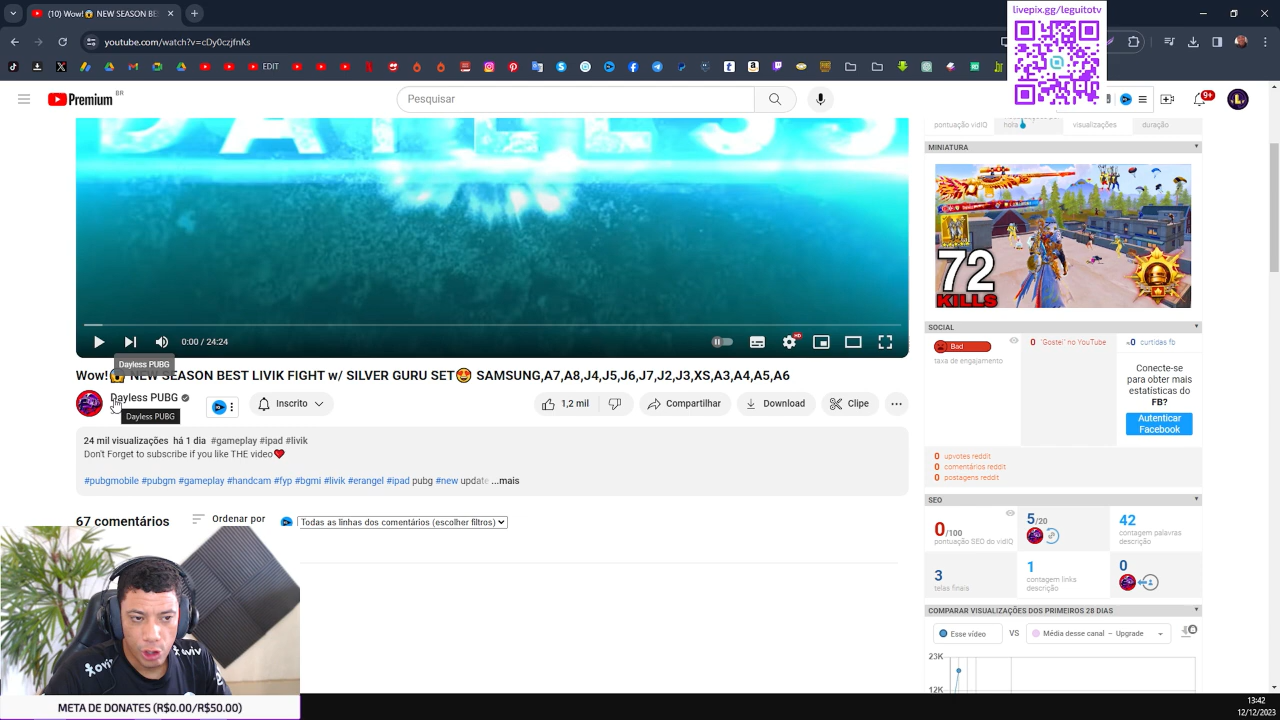 livepix.gg/leguitotv
(10) Wow!😱 NEW SEASON BE
youtube.com/watch?v=cDy0czjfnKs
EDIT
Premium BR
Pesquisar
9+
pontuação vidIQ
hora
visualizações
duração
MINIATURA
72
KILLS
SOCIAL
Bad
taxa de engajamento
0 "Gostei" no YouTube
0 curtidas fb
Conecte-se
para obter mais
estatísticas do
FB?
Autenticar
Facebook
0 upvotes reddit
0 comentários reddit
0 postagens reddit
0:00 / 24:24
HD
Dayless PUBG
Wow!😱 NEW SEASON BEST LIVIK FIGHT w/ SILVER GURU SET😍 SAMSUNG,A7,A8,J4,J5,J6,J7,J2,J3,XS,A3,A4,A5,A6
Dayless PUBG
Dayless PUBG
Inscrito
1,2 mil
Compartilhar
Download
Clipe
24 mil visualizações há 1 dia #gameplay #ipad #livik
Don't Forget to subscribe if you like THE video❤️
#pubgmobile #pubgm #gameplay #handcam #fyp #bgmi #livik #erangel #ipad pubg #new update ...mais
67 comentários
Ordenar por
Todas as linhas dos comentários (escolher filtros)
SEO
0/100
pontuação SEO do vidIQ
5/20
42
contagem palavras
descrição
3
telas finais
1
contagem links
descrição
0
COMPARAR VISUALIZAÇÕES DOS PRIMEIROS 28 DIAS
Esse vídeo
VS
Média desse canal – Upgrade
23K
12K
META DE DONATES (R$0.00/R$50.00)
13:42
12/12/2023